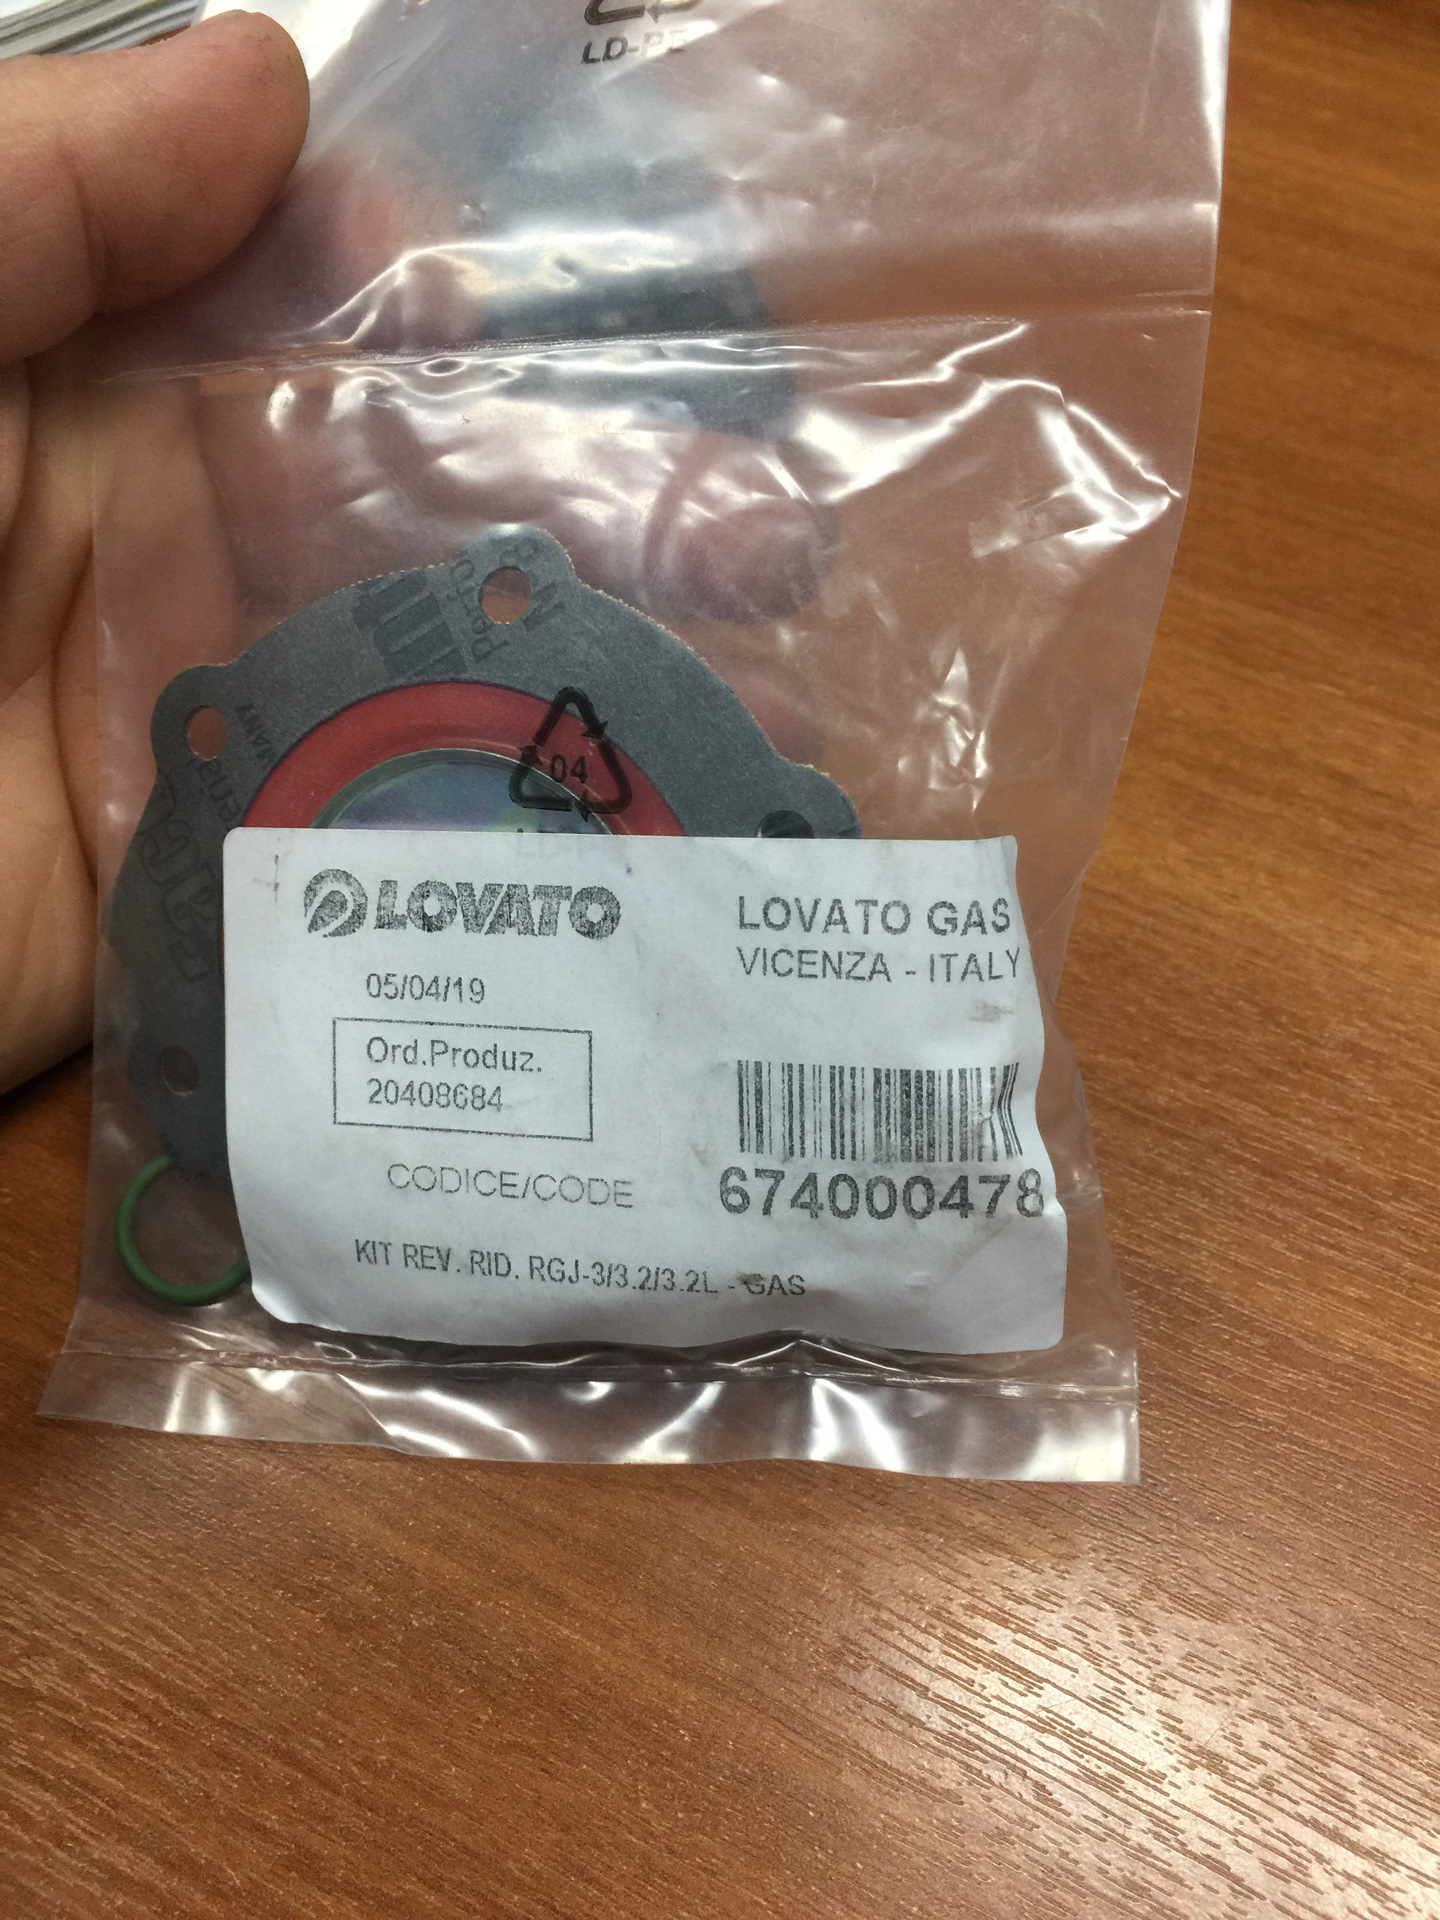 LD-PE
04
LOVATO
LOVATO GAS
VICENZA - ITALY
05/04/19
Ord.Produz.
20408684
CODICE/CODE
674000478
KIT REV. RID. RGJ-3/3.2/3.2L - GAS